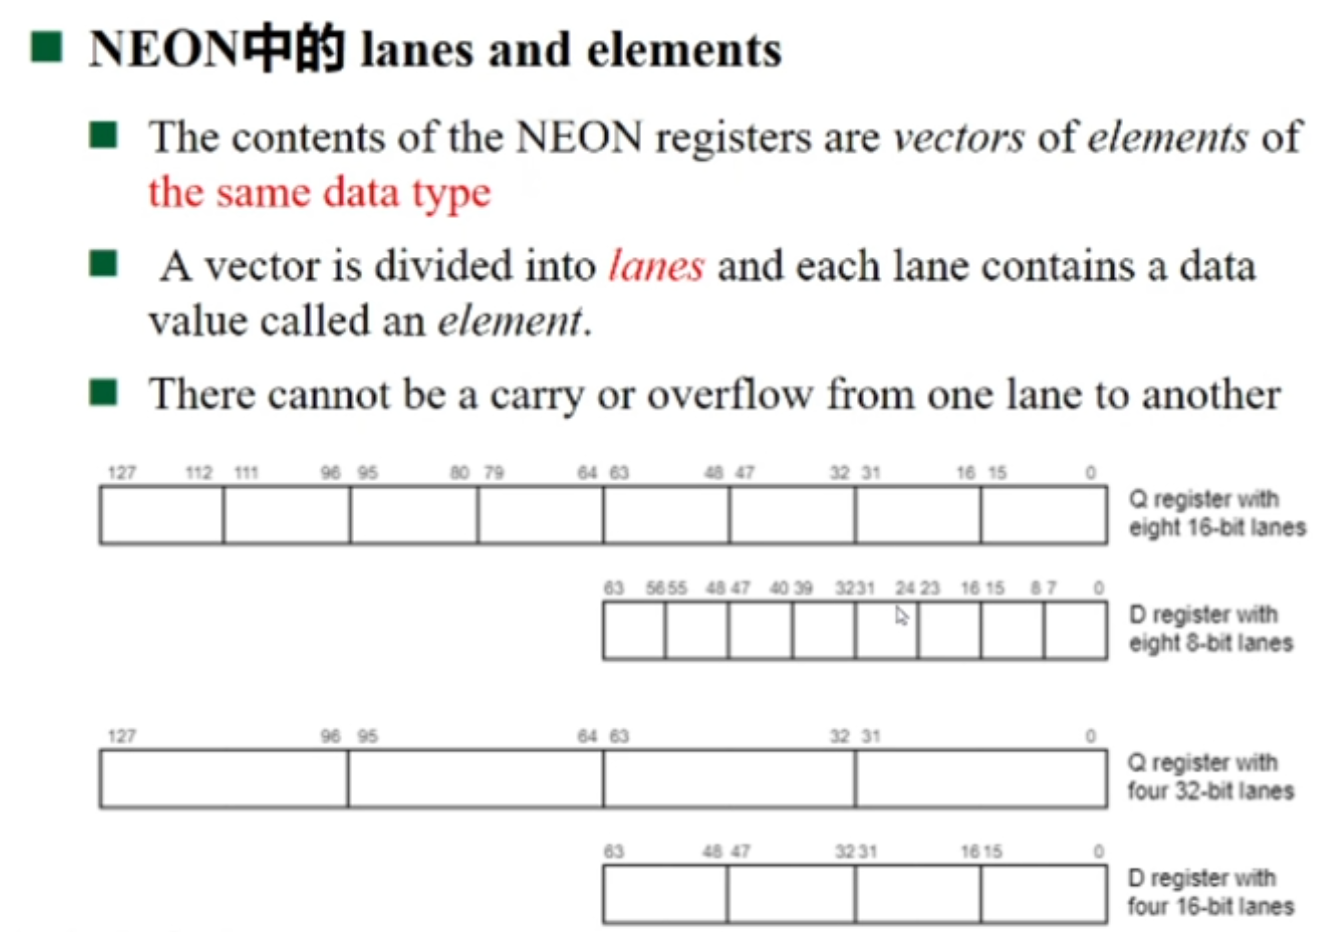 NEON中的 lanes and elements
The contents of the NEON registers are vectors of elements of
the same data type
A vector is divided into lanes and each lane contains a data
value called an element.
There cannot be a carry or overflow from one lane to another
127 112 111 96 95 80 79 64 63 48 47 32 31 16 15 0
Q register with
eight 16-bit lanes
63 56 55 48 47 40 39 32 31 24 23 16 15 8 7 0
D register with
eight 8-bit lanes
127 96 95 64 63 32 31 0
Q register with
four 32-bit lanes
63 48 47 32 31 16 15 0
D register with
four 16-bit lanes